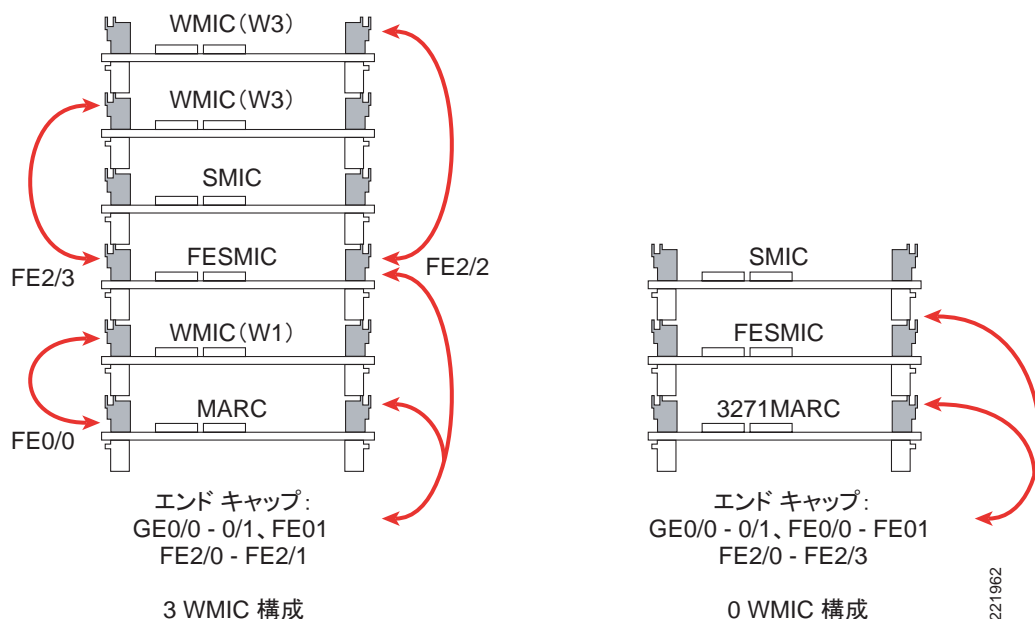 WMIC(W3)
WMIC(W3)
SMIC
FESMIC
FE2/3
FE2/2
WMIC(W1)
MARC
FE0/0
エンド キャップ:
GE0/0 - 0/1、FE01
FE2/0 - FE2/1
3 WMIC 構成
SMIC
FESMIC
3271MARC
エンド キャップ:
GE0/0 - 0/1、FE0/0 - FE01
FE2/0 - FE2/3
0 WMIC 構成
221962